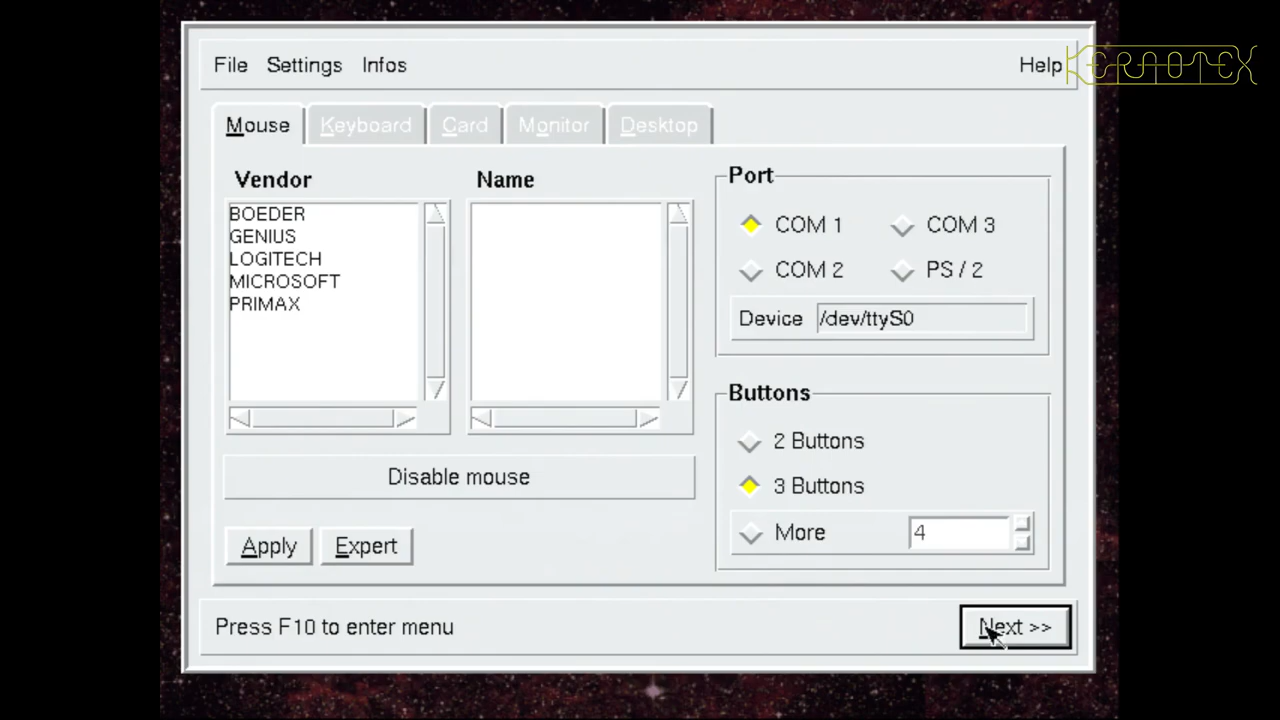 File Settings Infos Help
KERNOTEX
Mouse Keyboard Card Monitor Desktop
Vendor
BOEDER
GENIUS
LOGITECH
MICROSOFT
PRIMAX
Name
Port
COM 1 COM 3
COM 2 PS / 2
Device /dev/ttyS0
Buttons
2 Buttons
3 Buttons
More 4
Disable mouse
Apply Expert
Press F10 to enter menu
Next >>